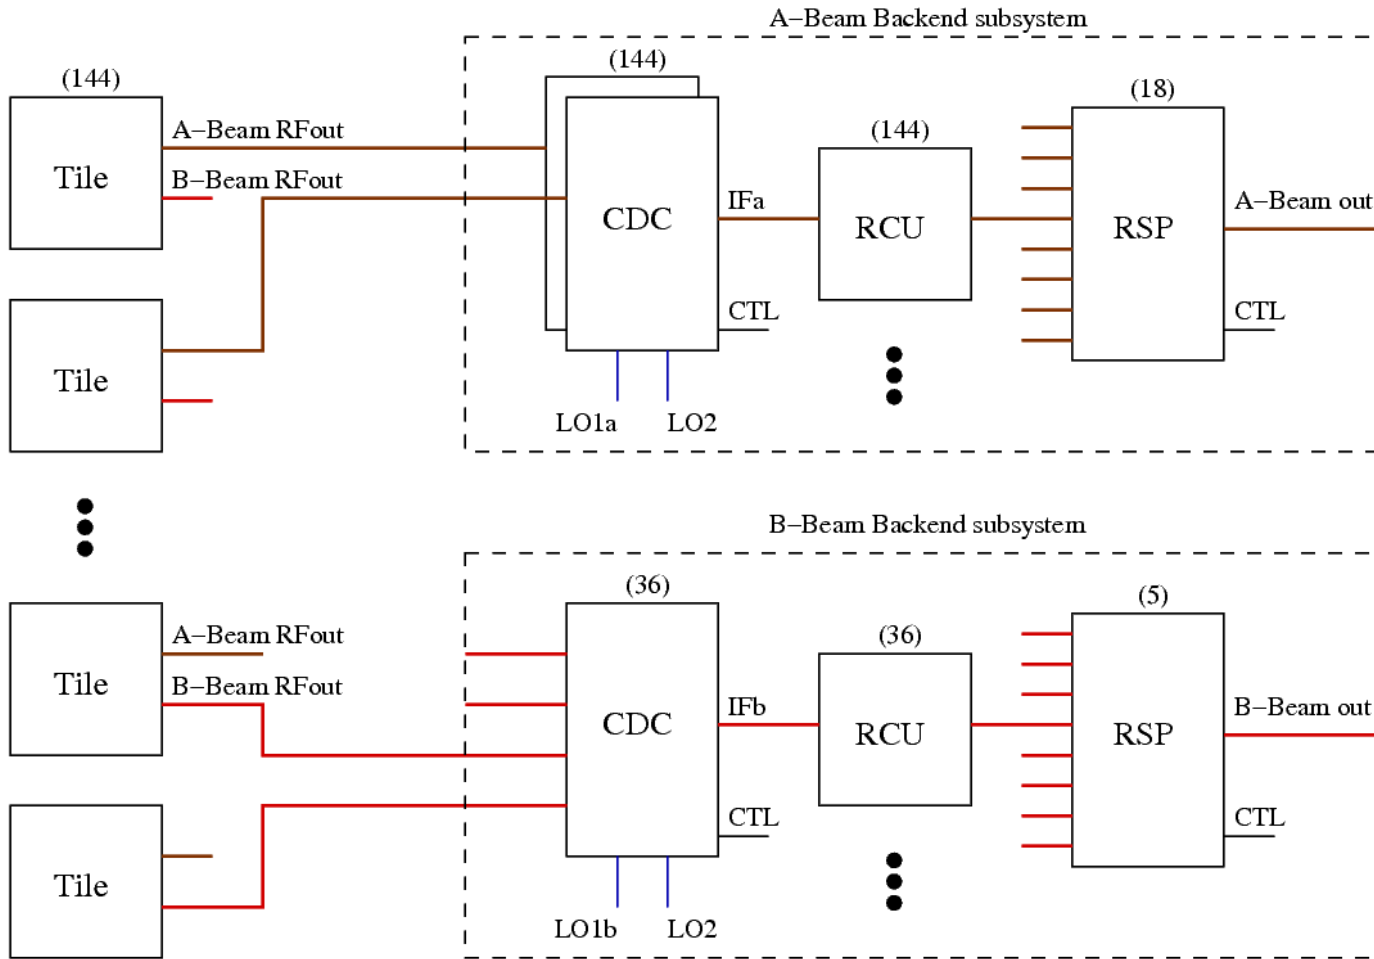 A−Beam Backend subsystem
(144)
Tile
A−Beam RFout
B−Beam RFout
Tile
(144)
CDC
IFa
CTL
LO1a
LO2
(144)
RCU
(18)
RSP
A−Beam out
CTL
B−Beam Backend subsystem
Tile
A−Beam RFout
B−Beam RFout
Tile
(36)
CDC
IFb
CTL
LO1b
LO2
(36)
RCU
(5)
RSP
B−Beam out
CTL